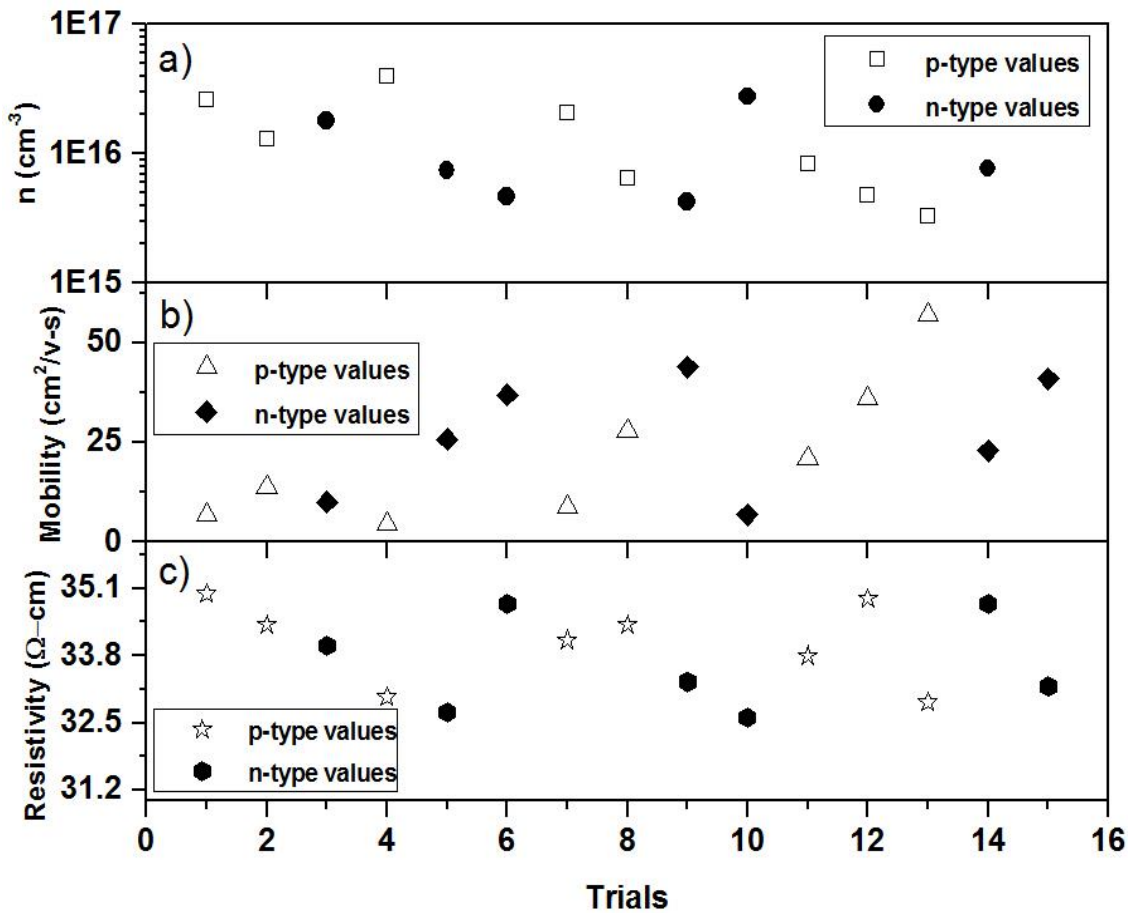 1E17
a)
p-type values
n-type values
n (cm-3)
1E16
1E15
b)
Mobility (cm2/v-s)
50
p-type values
n-type values
25
0
c)
Resistivity (Ω−cm)
35.1
33.8
32.5
p-type values
n-type values
31.2
0 2 4 6 8 10 12 14 16
Trials